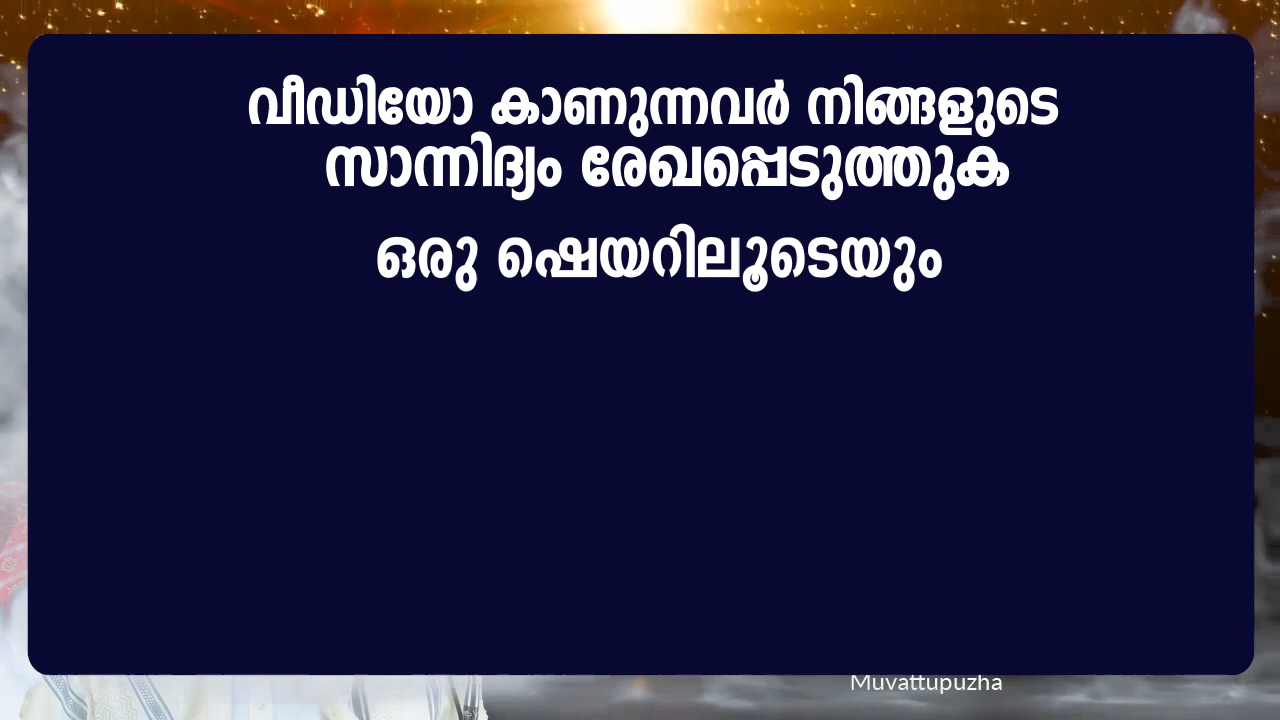 വീഡിയോ കാണുന്നവർ നിങ്ങളുടെ
സാന്നിദ്യം രേഖപ്പെടുത്തുക
ഒരു ഷെയറിലൂടെയും
Muvattupuzha